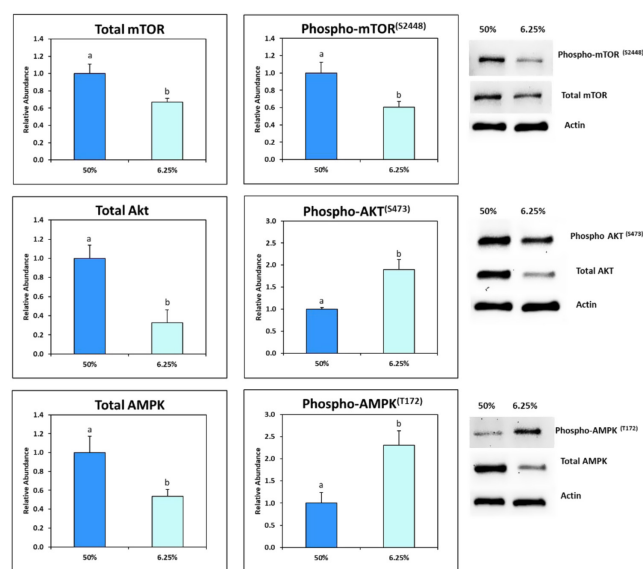 Total mTOR
Relative Abundance
1.4
1.2
1.0
0.8
0.6
0.4
0.2
0.0
a
b
50%
6.25%
Phospho-mTOR(S2448)
Relative Abundance
1.4
1.2
1.0
0.8
0.6
0.4
0.2
0.0
a
b
50%
6.25%
50% 6.25%
Phospho-mTOR (S2448)
Total mTOR
Actin
Total Akt
Relative Abundance
1.4
1.2
1.0
0.8
0.6
0.4
0.2
0.0
a
b
50%
6.25%
Phospho-AKT(S473)
Relative Abundance
3.0
2.5
2.0
1.5
1.0
0.5
0.0
a
b
50%
6.25%
50% 6.25%
Phospho AKT (S473)
Total AKT
Actin
Total AMPK
Relative Abundance
1.4
1.2
1.0
0.8
0.6
0.4
0.2
0.0
a
b
50%
6.25%
Phospho-AMPK(T172)
Relative Abundance
3.0
2.5
2.0
1.5
1.0
0.5
0.0
a
b
50%
6.25%
50% 6.25%
Phospho-AMPK (T172)
Total AMPK
Actin